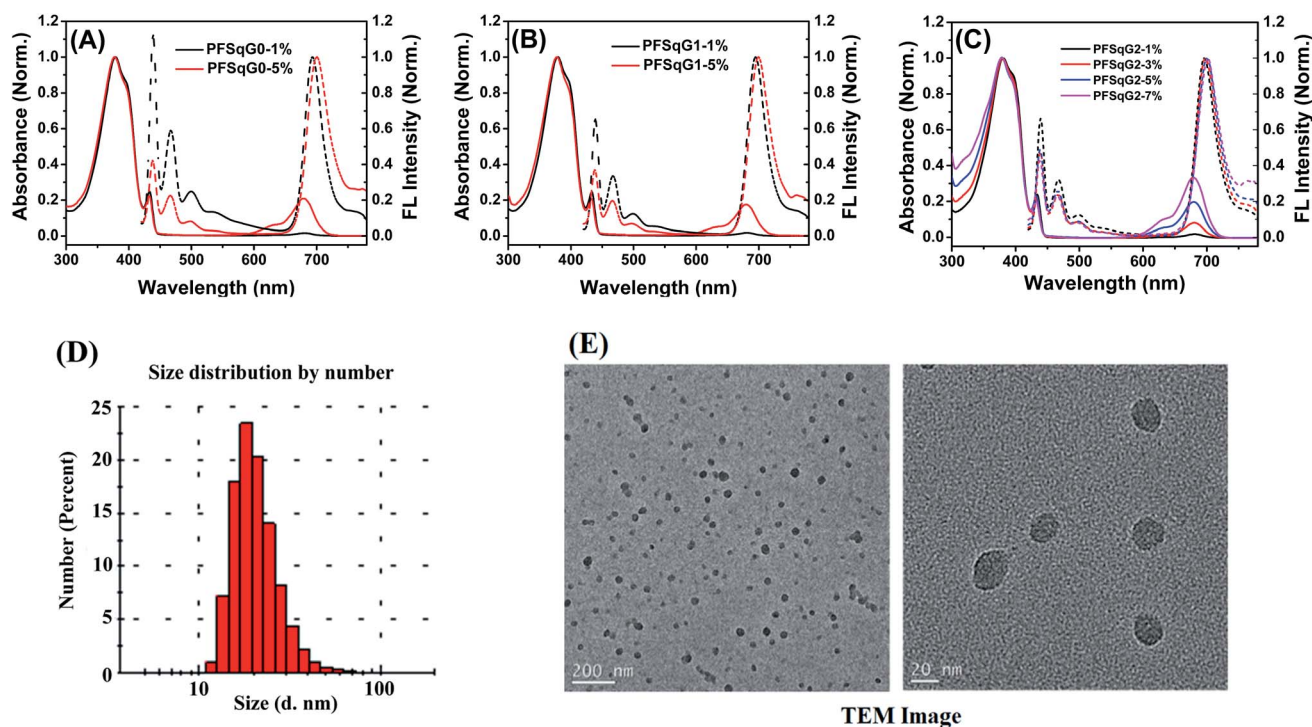 (A)
PFSqG0-1%
PFSqG0-5%
Absorbance (Norm.)
1.2
1.0
0.8
0.6
0.4
0.2
0.0
300 400 500 600 700
Wavelength (nm)
1.2
1.0
0.8
0.6
0.4
0.2
0.0
FL Intensity (Norm.)
(B)
PFSqG1-1%
PFSqG1-5%
Absorbance (Norm.)
1.2
1.0
0.8
0.6
0.4
0.2
0.0
300 400 500 600 700
Wavelength (nm)
1.2
1.0
0.8
0.6
0.4
0.2
0.0
FL Intensity (Norm.)
(C)
PFSqG2-1%
PFSqG2-3%
PFSqG2-5%
PFSqG2-7%
Absorbance (Norm.)
1.2
1.0
0.8
0.6
0.4
0.2
0.0
300 400 500 600 700
Wavelength (nm)
1.2
1.0
0.8
0.6
0.4
0.2
0.0
FL Intensity (Norm.)
(D)
Size distribution by number
Number (Percent)
25
20
15
10
5
0
10 100
Size (d. nm)
(E)
200 nm
20 nm
TEM Image